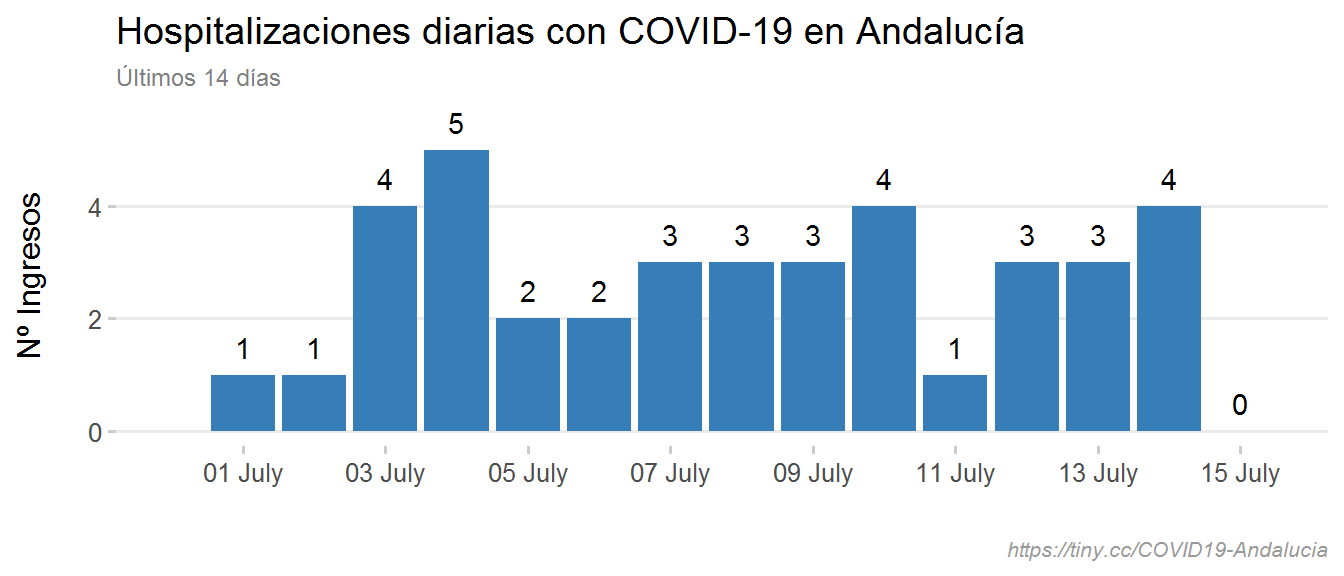 Hospitalizaciones diarias con COVID-19 en Andalucía
Últimos 14 días
Nº Ingresos
5
4 4 4
3 3 3 3 3
2 2
1 1 1
0
4
2
0
01 July 03 July 05 July 07 July 09 July 11 July 13 July 15 July
https://tiny.cc/COVID19-Andalucia